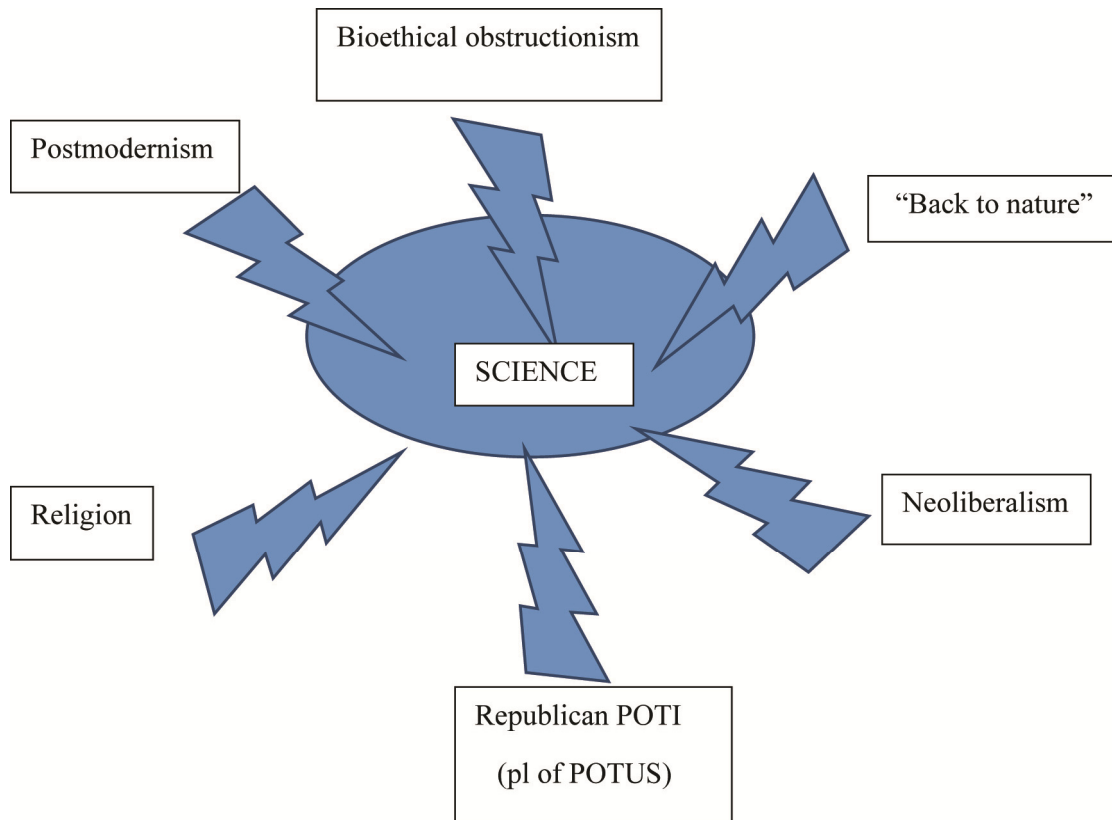 Bioethical obstructionism
Postmodernism
“Back to nature”
SCIENCE
Religion
Neoliberalism
Republican POTI
(pl of POTUS)